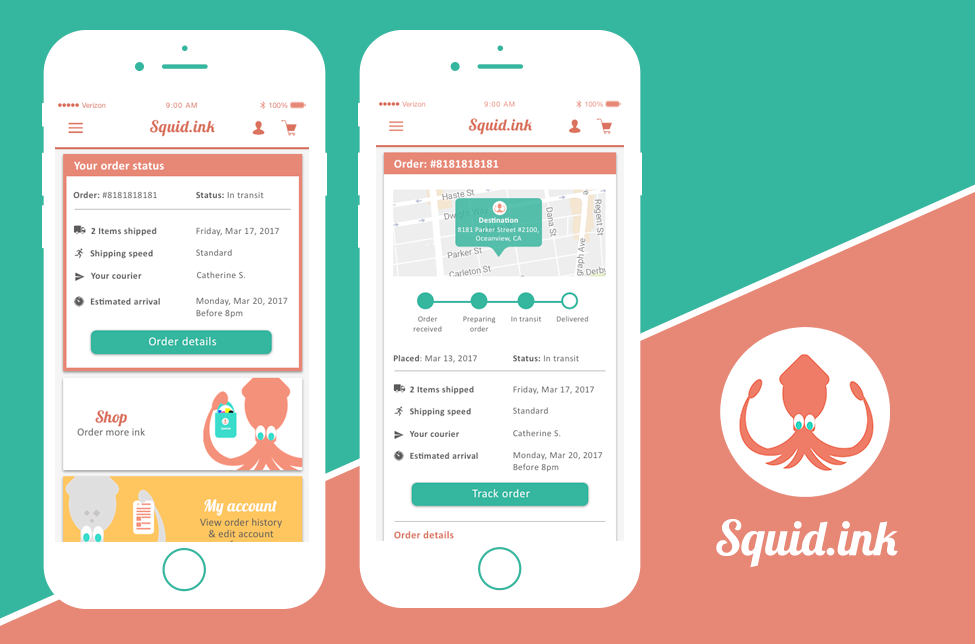 Verizon
9:00 AM
100%
Squid.ink
Your order status
Order: #8181818181
Status: In transit
2 Items shipped
Friday, Mar 17, 2017
Shipping speed
Standard
Your courier
Catherine S.
Estimated arrival
Monday, Mar 20, 2017
Before 8pm
Order details
Shop
Order more ink
My account
View order history
& edit account
Verizon
9:00 AM
100%
Squid.ink
Order: #8181818181
Haste St
Destination
8181 Parker Street #2100,
Oceanview, CA
Dana St
Regent St
Parker St
Carleton St
Derby
Order
received
Preparing
order
In transit
Delivered
Placed: Mar 13, 2017
Status: In transit
2 Items shipped
Friday, Mar 17, 2017
Shipping speed
Standard
Your courier
Catherine S.
Estimated arrival
Monday, Mar 20, 2017
Before 8pm
Track order
Order details
Squid.ink